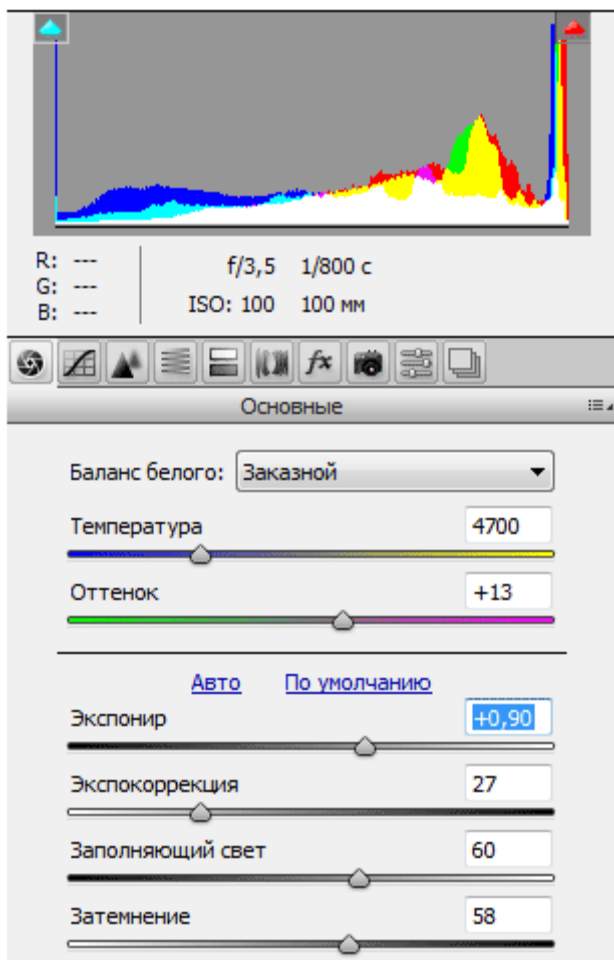 R: ---
G: ---
B: ---
f/3,5 1/800 с
ISO: 100 100 мм
fx
Основные
Баланс белого: Заказной
Температура 4700
Оттенок +13
Авто По умолчанию
Экспонир +0,90
Экспокоррекция 27
Заполняющий свет 60
Затемнение 58